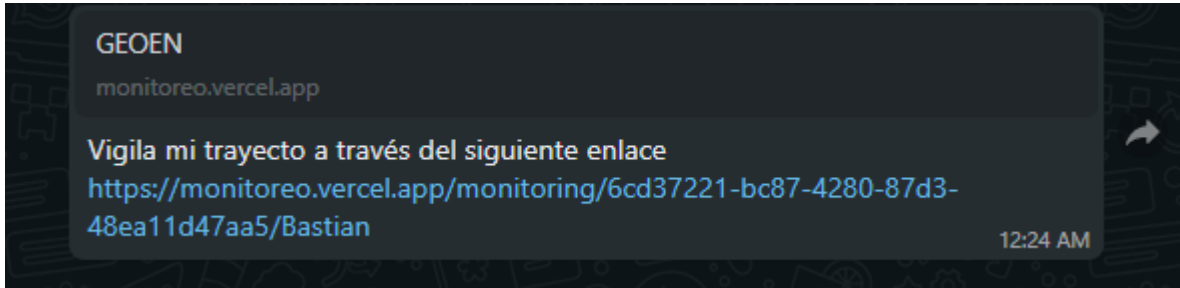 GEOEN
monitoreo.vercel.app
Vigila mi trayecto a través del siguiente enlace
https://monitoreo.vercel.app/monitoring/6cd37221-bc87-4280-87d3-
48ea11d47aa5/Bastian
12:24 AM